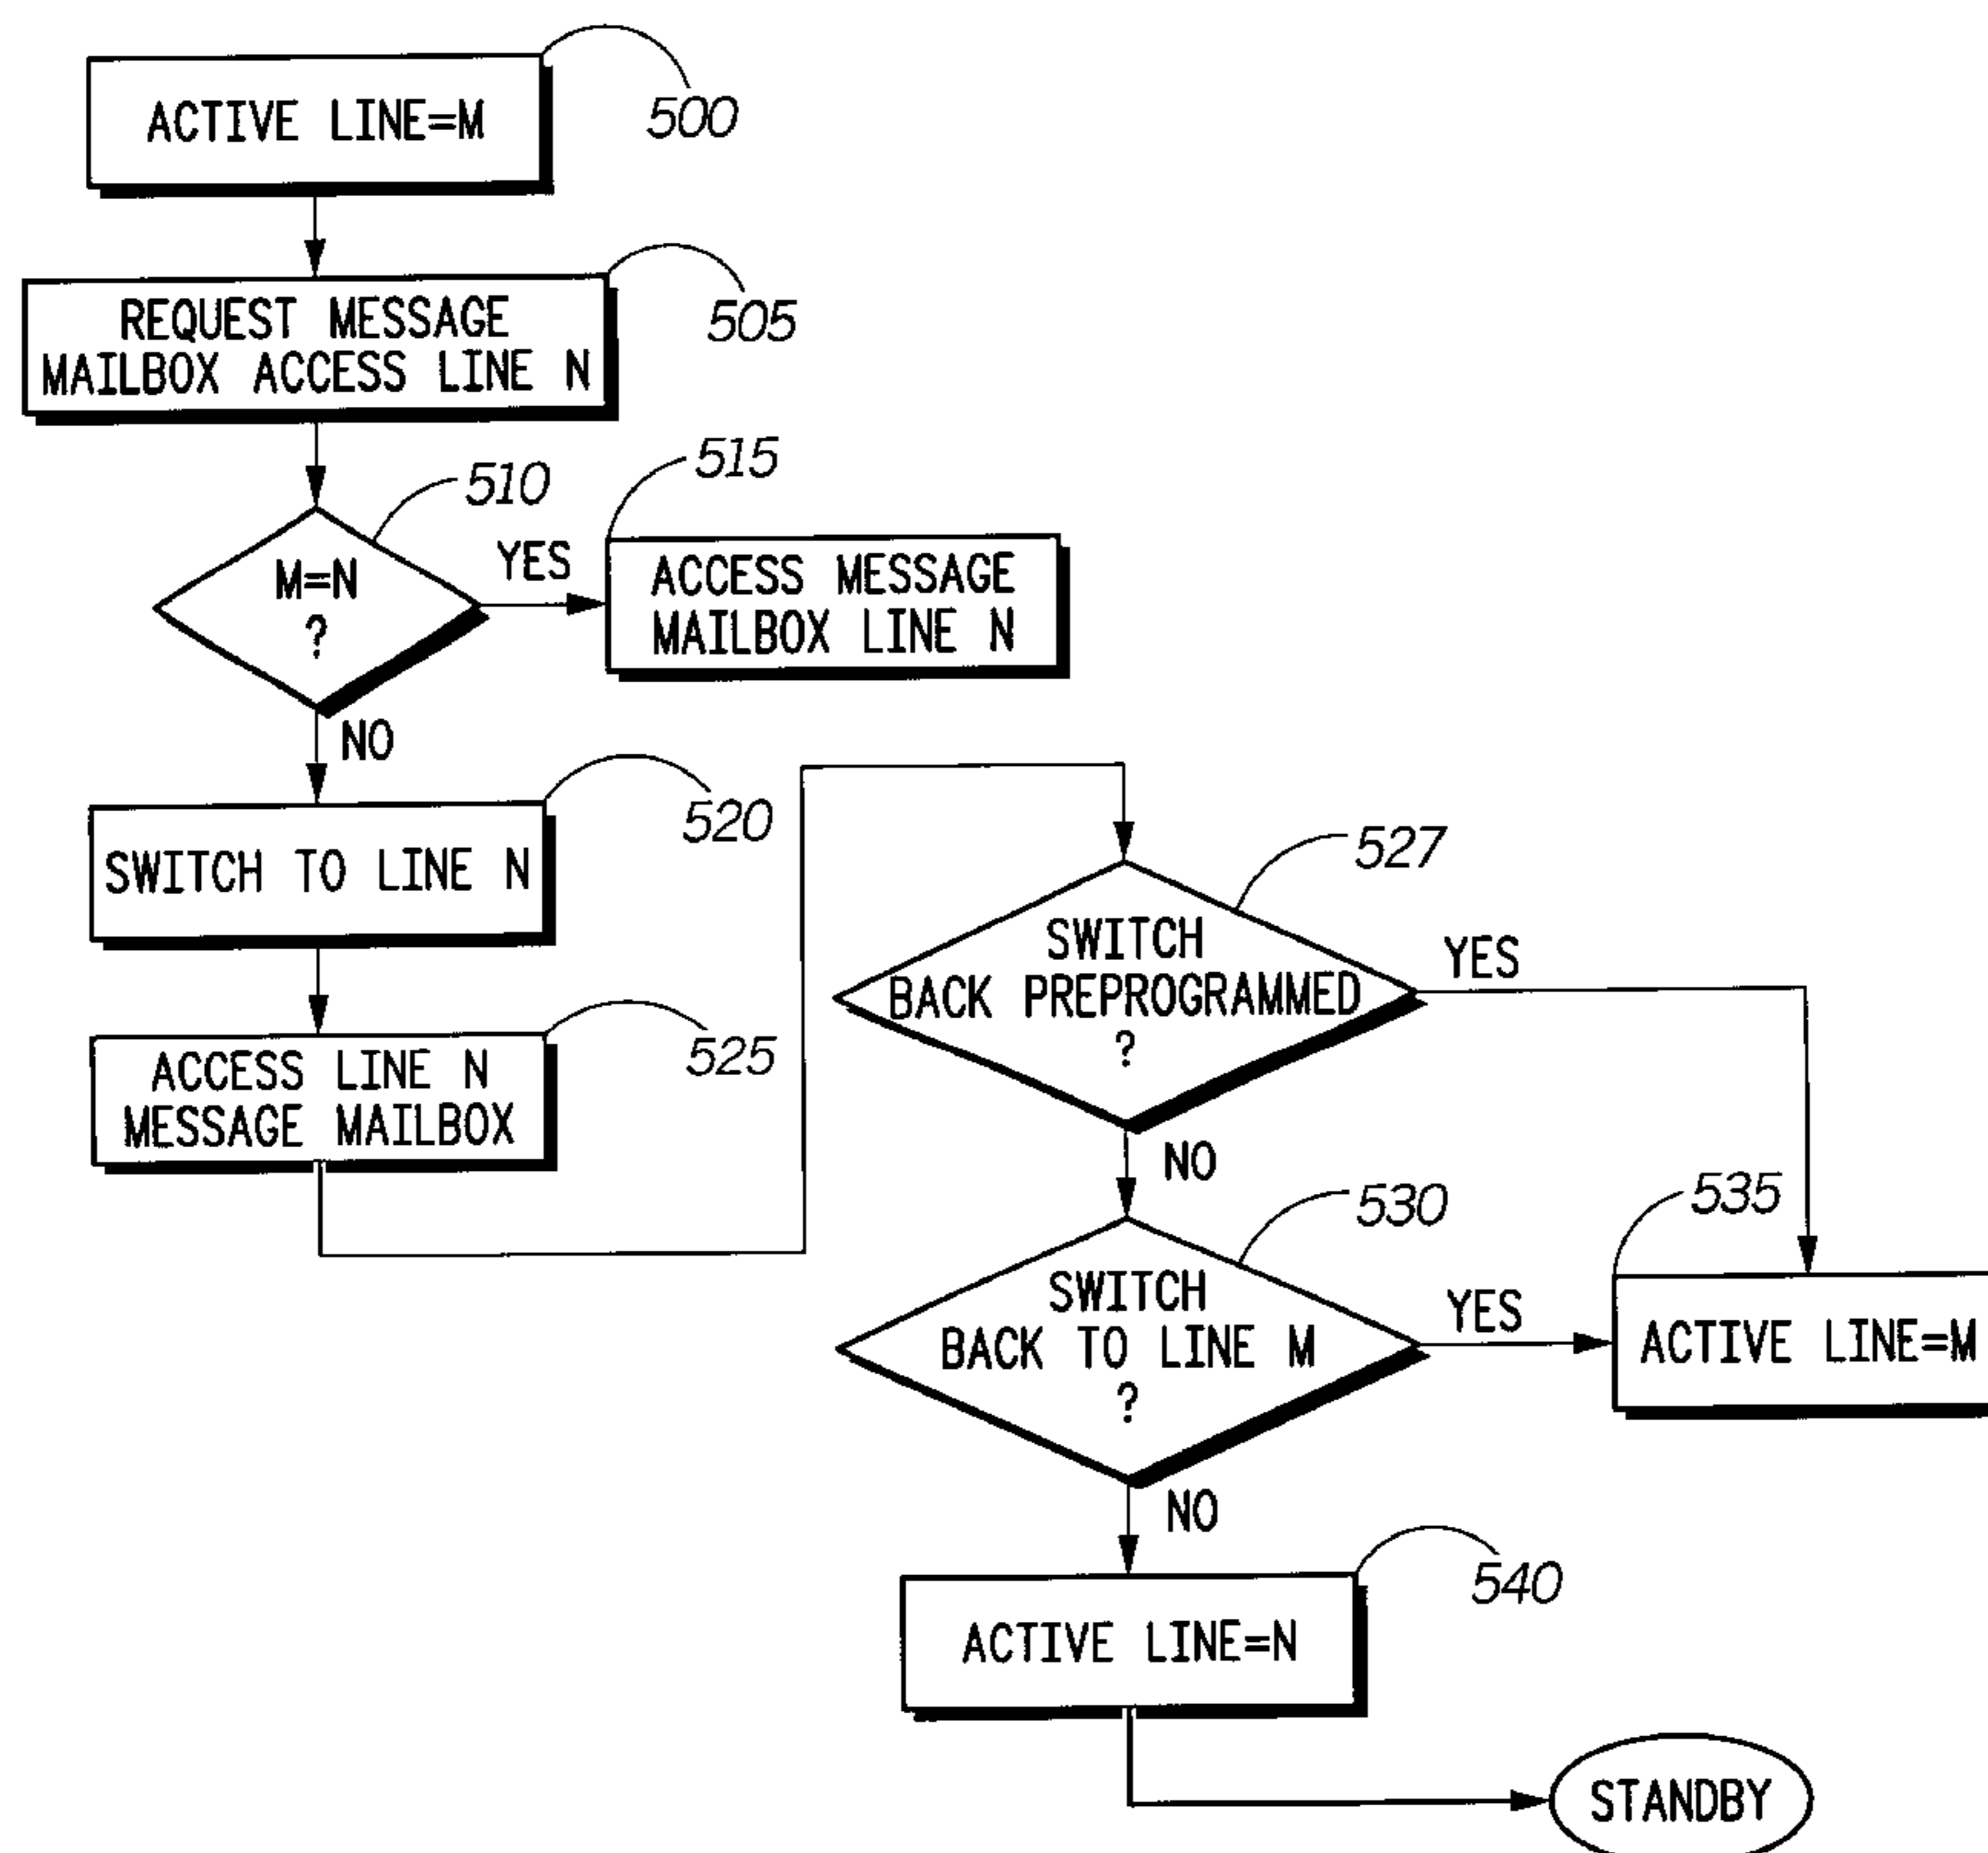 ACTIVE LINE=M
500
REQUEST MESSAGE
MAILBOX ACCESS LINE N
505
510
M=N
?
YES
515
ACCESS MESSAGE
MAILBOX LINE N
NO
520
SWITCH TO LINE N
525
ACCESS LINE N
MESSAGE MAILBOX
527
SWITCH
BACK PREPROGRAMMED
?
YES
NO
530
SWITCH
BACK TO LINE M
?
YES
535
ACTIVE LINE=M
NO
540
ACTIVE LINE=N
STANDBY